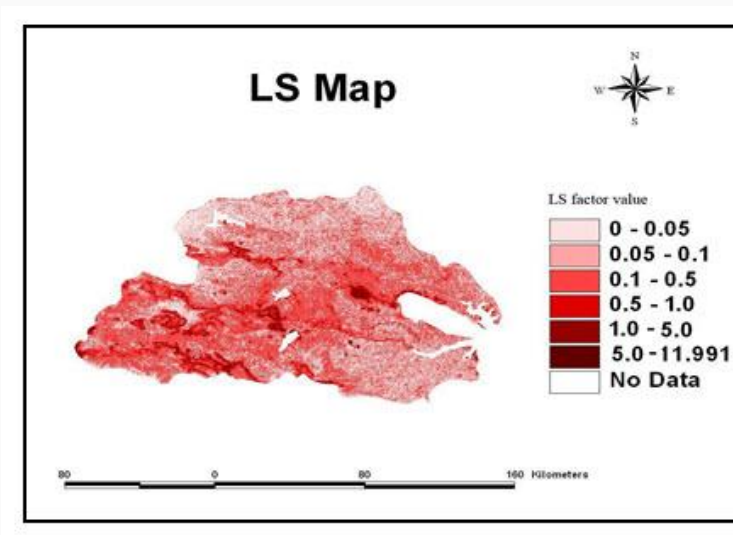 LS Map
N
W E
S
LS factor value
0 - 0.05
0.05 - 0.1
0.1 - 0.5
0.5 - 1.0
1.0 - 5.0
5.0 - 11.991
No Data
80 0 80 160 Kilometers